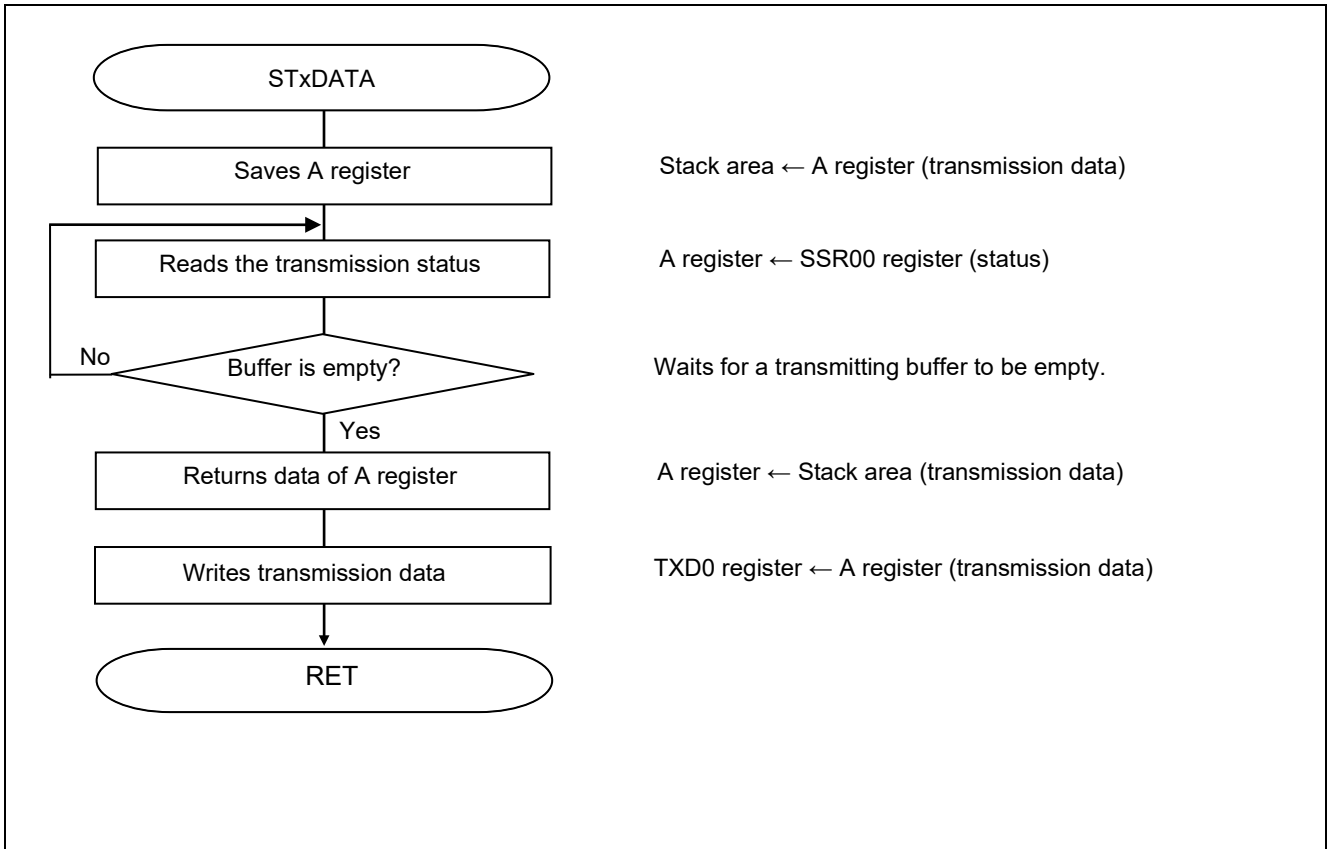 STxDATA
Saves A register
Stack area ← A register (transmission data)
Reads the transmission status
A register ← SSR00 register (status)
No
Buffer is empty?
Waits for a transmitting buffer to be empty.
Yes
Returns data of A register
A register ← Stack area (transmission data)
Writes transmission data
TXD0 register ← A register (transmission data)
RET